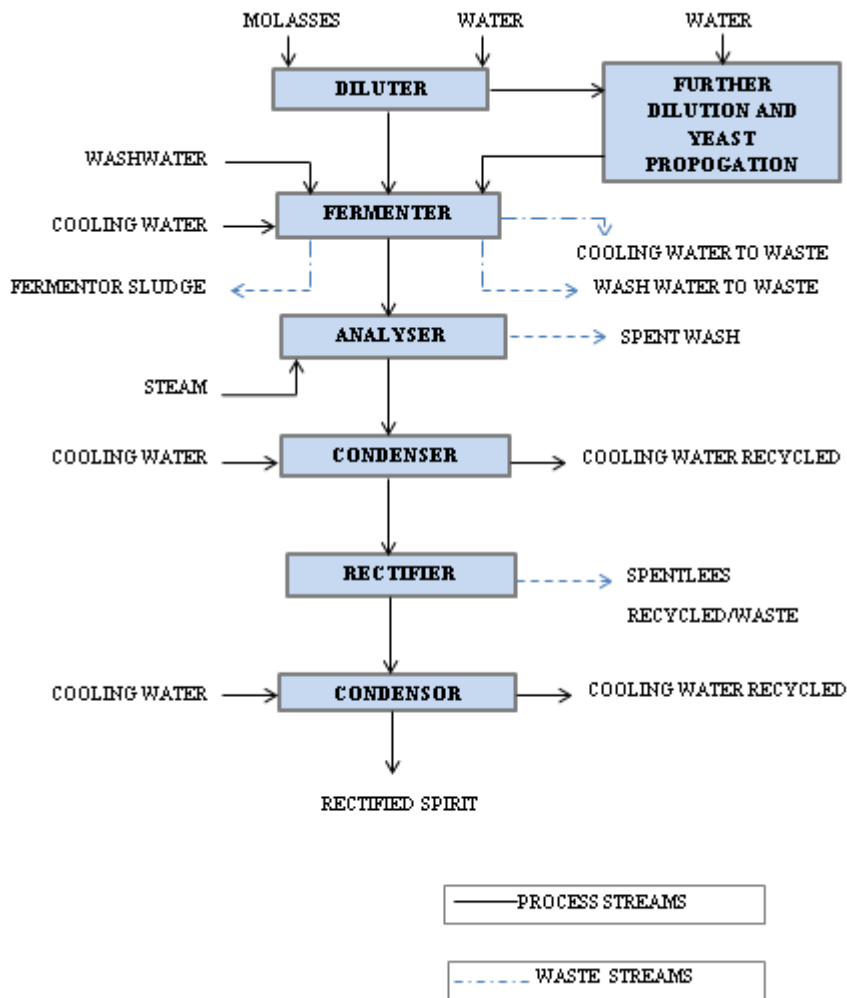 MOLASSES
WATER
WATER
DILUTER
FURTHER
DILUTION AND
YEAST
PROPOGATION
WASHWATER
FERMENTER
COOLING WATER
COOLING WATER TO WASTE
FERMENTOR SLUDGE
WASH WATER TO WASTE
ANALYSER
SPENT WASH
STEAM
COOLING WATER
CONDENSER
COOLING WATER RECYCLED
RECTIFIER
SPENTLEES
RECYCLED/WASTE
COOLING WATER
CONDENSOR
COOLING WATER RECYCLED
RECTIFIED SPIRIT
PROCESS STREAMS
WASTE STREAMS